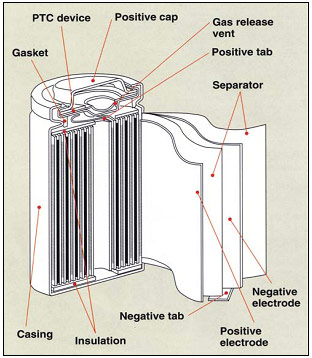 PTC device
Positive cap
Gas release
vent
Gasket
Positive tab
Separator
Negative
electrode
Negative tab
Casing
Insulation
Positive
electrode